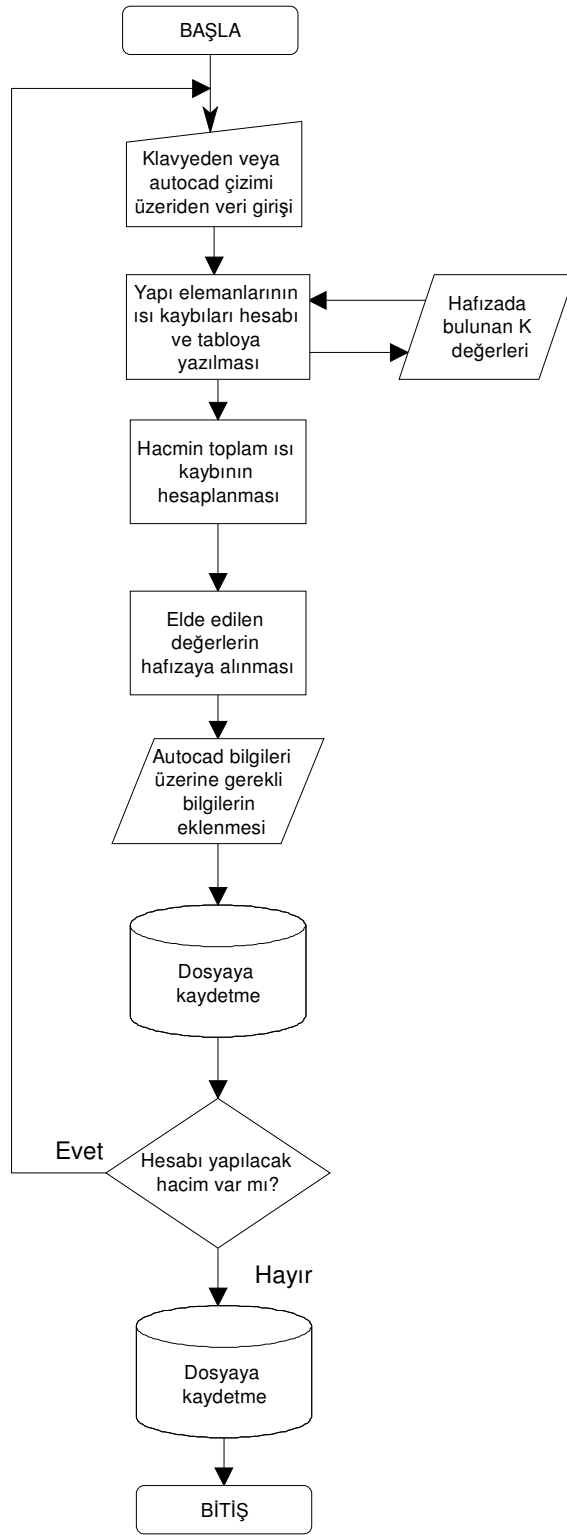 BAŞLA
Klavyeden veya
autocad çizimi
üzeriden veri girişi
Yapı elemanlarının
ısı kaybıları hesabı
ve tabloya
yazılması
Hafızada
bulunan K
değerleri
Hacmin toplam ısı
kaybının
hesaplanması
Elde edilen
değerlerin
hafızaya alınması
Autocad bilgileri
üzerine gerekli
bilgilerin
eklenmesi
Dosyaya
kaydetme
Evet
Hesabı yapılacak
hacim var mı?
Hayır
Dosyaya
kaydetme
BİTİŞ